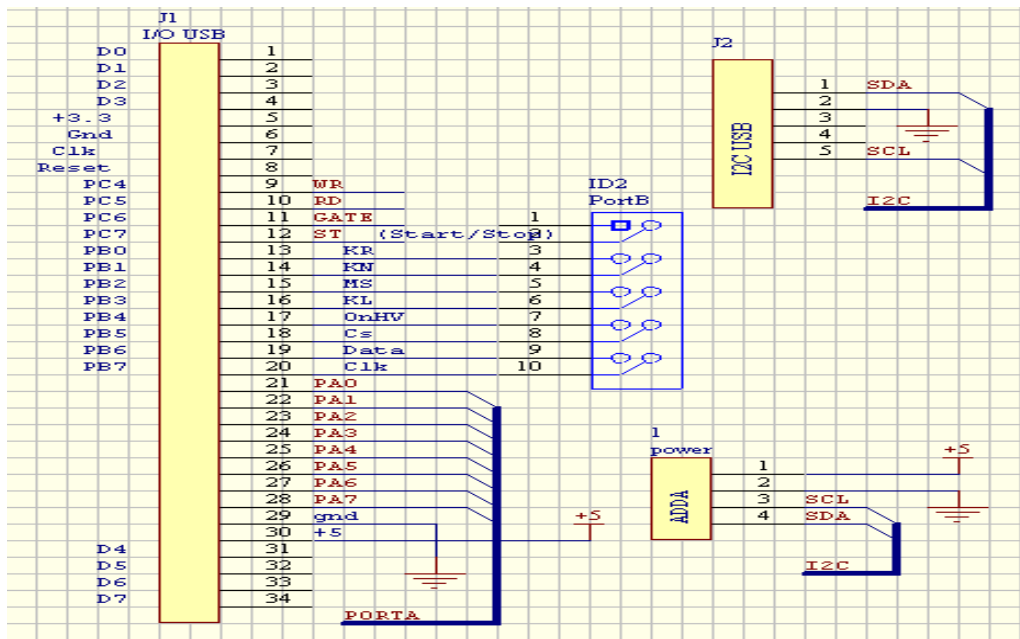 J1
I/O USB
D0 1
D1 2
D2 3
D3 4
+3.3 5
Gnd 6
Clk 7
Reset 8
PC4 9 WR
PC5 10 RD
PC6 11 GATE
PC7 12 ST (Start/Stop)
PB0 13 KR
PB1 14 KN
PB2 15 MS
PB3 16 KL
PB4 17 OnHV
PB5 18 Cs
PB6 19 Data
PB7 20 Clk
21 PA0
22 PA1
23 PA2
24 PA3
25 PA4
26 PA5
27 PA6
28 PA7
29 gnd
30 +5
D4 31
D5 32
D6 33
D7 34
+5
PORTA
ID2
PortB
1
2
3
4
5
6
7
8
9
10
J2
I2C USB
1 SDA
2
3
4
5 SCL
I2C
1
power
ADDA
1
2
3 SCL
4 SDA
+5
I2C